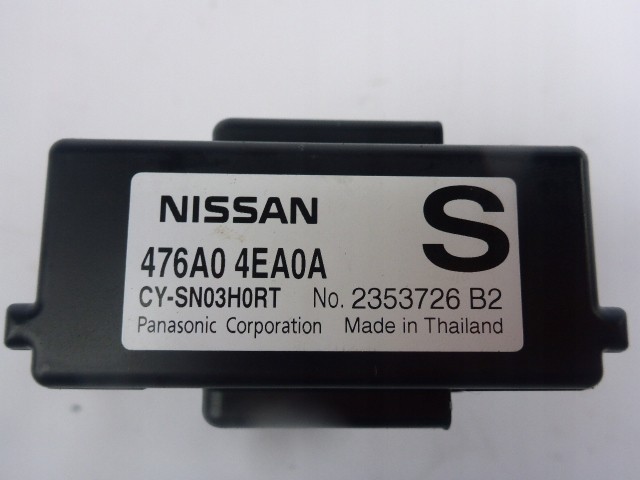 NISSAN S
476A0 4EA0A
CY-SN03H0RT No. 2353726 B2
Panasonic Corporation Made in Thailand